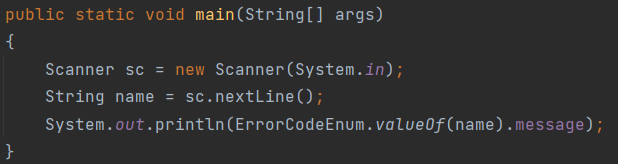 public static void main(String[] args)
{
    Scanner sc = new Scanner(System.in);
    String name = sc.nextLine();
    System.out.println(ErrorCodeEnum.valueOf(name).message);
}